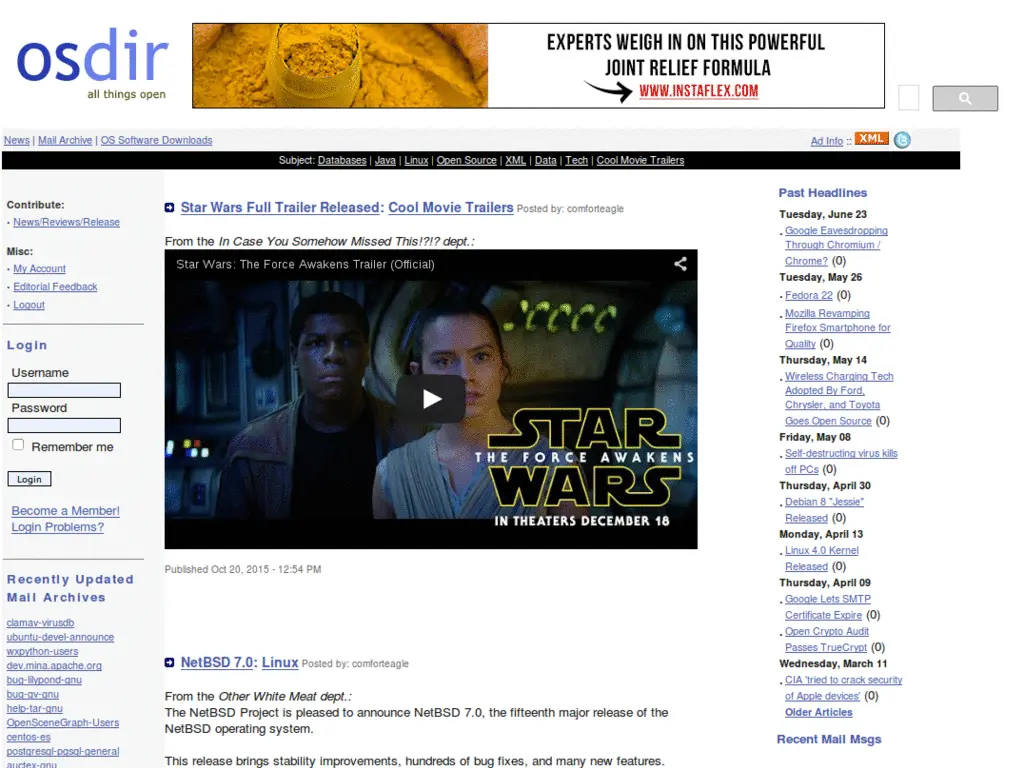 osdir
all things open
EXPERTS WEIGH IN ON THIS POWERFUL
JOINT RELIEF FORMULA
WWW.INSTAFLEX.COM
News | Mail Archive | OS Software Downloads
Ad Info :: XML
Subject: Databases | Java | Linux | Open Source | XML | Data | Tech | Cool Movie Trailers
Contribute:
· News/Reviews/Release
Misc:
· My Account
· Editorial Feedback
· Logout
Login
Username
Password
Remember me
Login
Become a Member!
Login Problems?
Recently Updated
Mail Archives
clamav-virusdb
ubuntu-devel-announce
wxpython-users
dev.mina.apache.org
bug-lilypond-gnu
bug-gv-gnu
help-tar-gnu
OpenSceneGraph-Users
centos-es
postgresql-pgsql-general
auctex-gnu
Star Wars Full Trailer Released: Cool Movie Trailers Posted by: comforteagle
From the In Case You Somehow Missed This!?!? dept.:
Star Wars: The Force Awakens Trailer (Official)
STAR
THE FORCE AWAKENS
WARS
IN THEATERS DECEMBER 18
Published Oct 20, 2015 - 12:54 PM
NetBSD 7.0: Linux Posted by: comforteagle
From the Other White Meat dept.:
The NetBSD Project is pleased to announce NetBSD 7.0, the fifteenth major release of the
NetBSD operating system.
This release brings stability improvements, hundreds of bug fixes, and many new features.
Past Headlines
Tuesday, June 23
. Google Eavesdropping
Through Chromium /
Chrome? (0)
Tuesday, May 26
· Fedora 22 (0)
. Mozilla Revamping
Firefox Smartphone for
Quality (0)
Thursday, May 14
. Wireless Charging Tech
Adopted By Ford,
Chrysler, and Toyota
Goes Open Source (0)
Friday, May 08
. Self-destructing virus kills
off PCs (0)
Thursday, April 30
. Debian 8 "Jessie"
Released (0)
Monday, April 13
. Linux 4.0 Kernel
Released (0)
Thursday, April 09
. Google Lets SMTP
Certificate Expire (0)
. Open Crypto Audit
Passes TrueCrypt (0)
Wednesday, March 11
. CIA 'tried to crack security
of Apple devices' (0)
Older Articles
Recent Mail Msgs